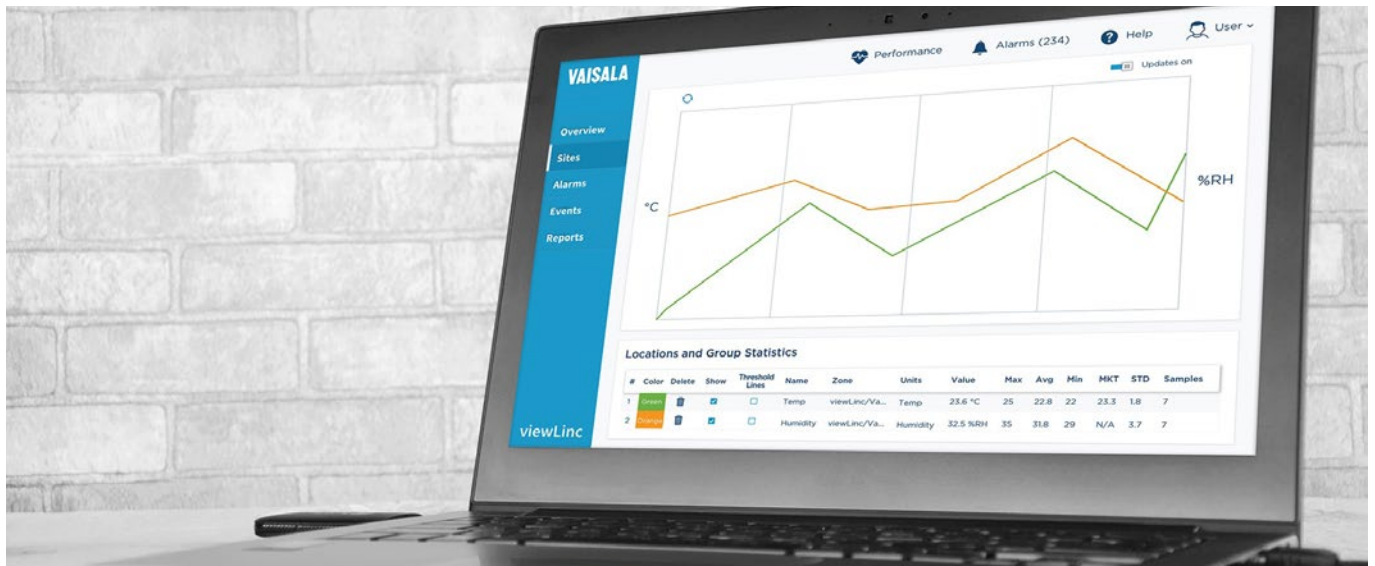 VAISALA
Performance
Alarms (234)
Help
User
Updates on
Overview
Sites
Alarms
Events
Reports
°C
%RH
Locations and Group Statistics
# Color Delete Show Threshold Lines Name Zone Units Value Max Avg Min MKT STD Samples
1 Green Temp viewLinc/Va... Temp 23.6 °C 25 22.8 22 23.3 1.8 7
2 Orange Humidity viewLinc/Va... Humidity 32.5 %RH 35 31.8 29 N/A 3.7 7
viewLinc